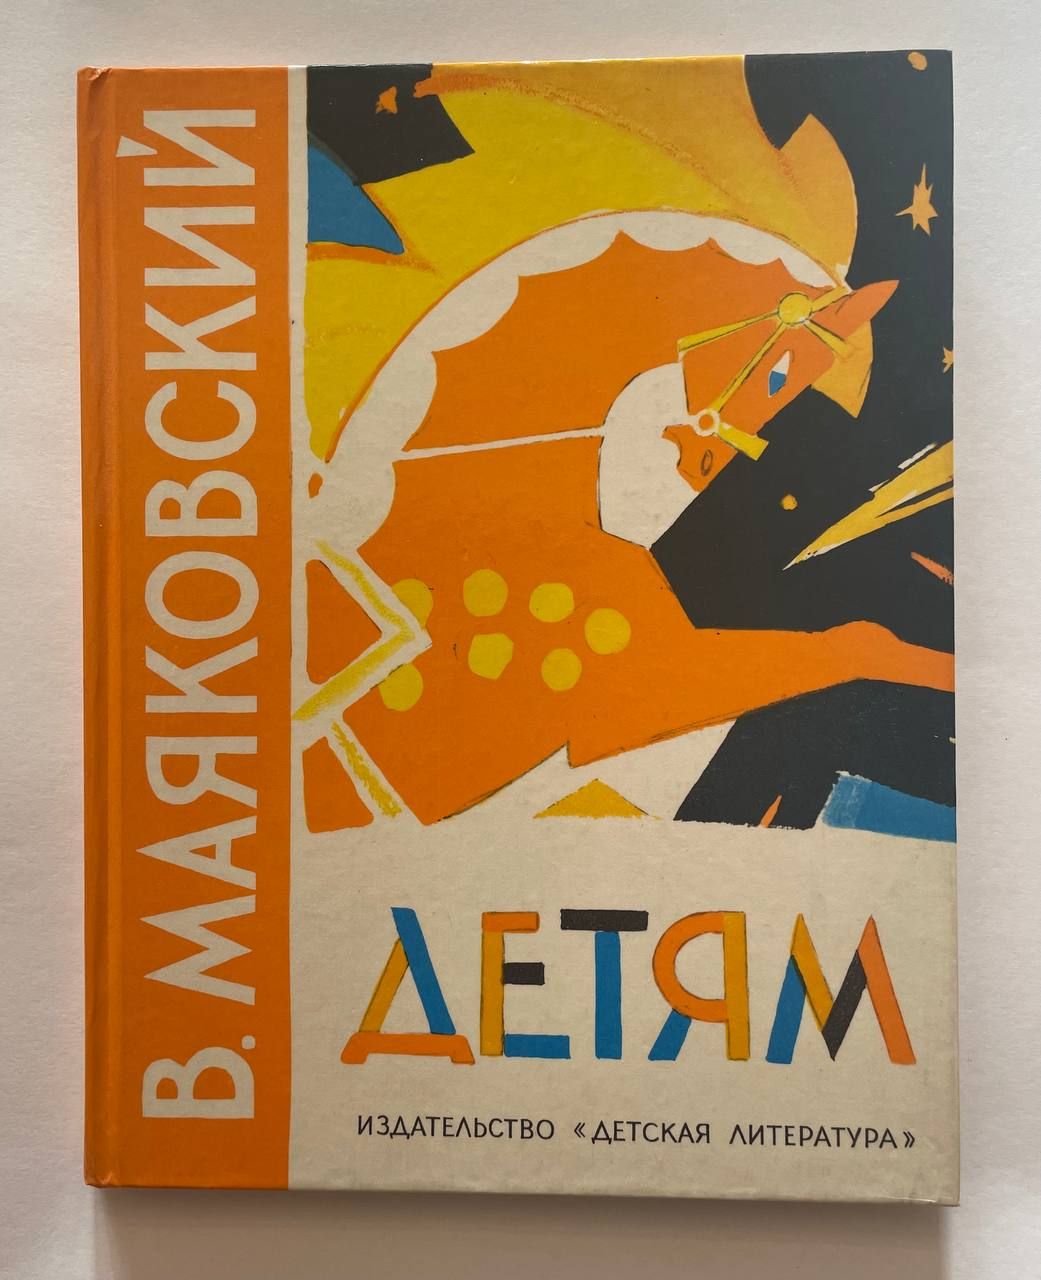 В. МАЯКОВСКИЙ
ДЕТЯМ
ИЗДАТЕЛЬСТВО «ДЕТСКАЯ ЛИТЕРАТУРА»